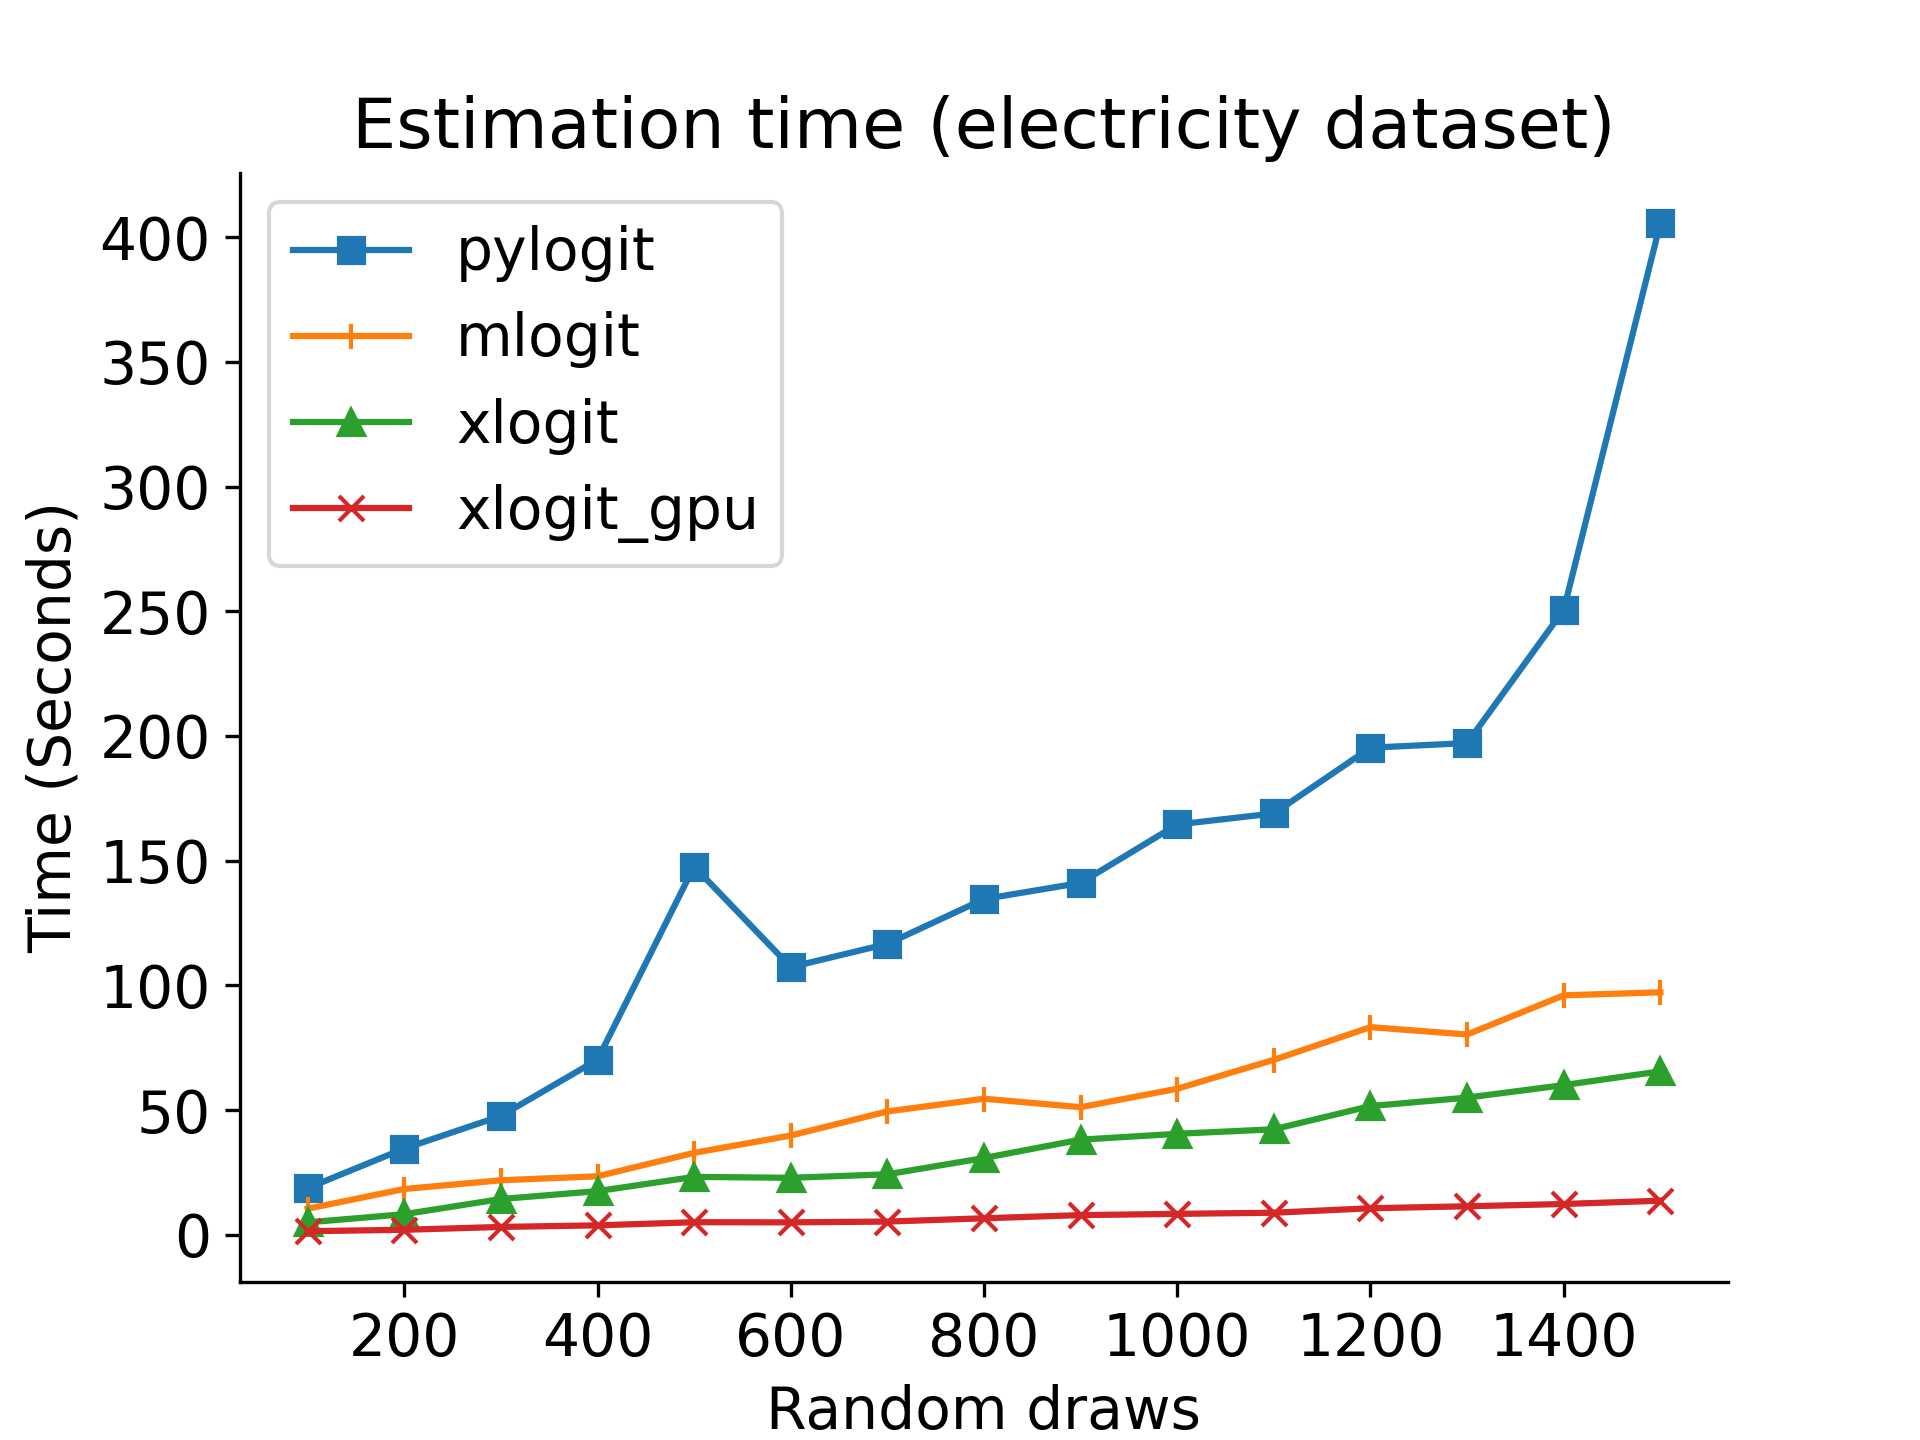 Estimation time (electricity dataset)
pylogit
mlogit
xlogit
xlogit_gpu
Time (Seconds)
400
350
300
250
200
150
100
50
0
200 400 600 800 1000 1200 1400
Random draws